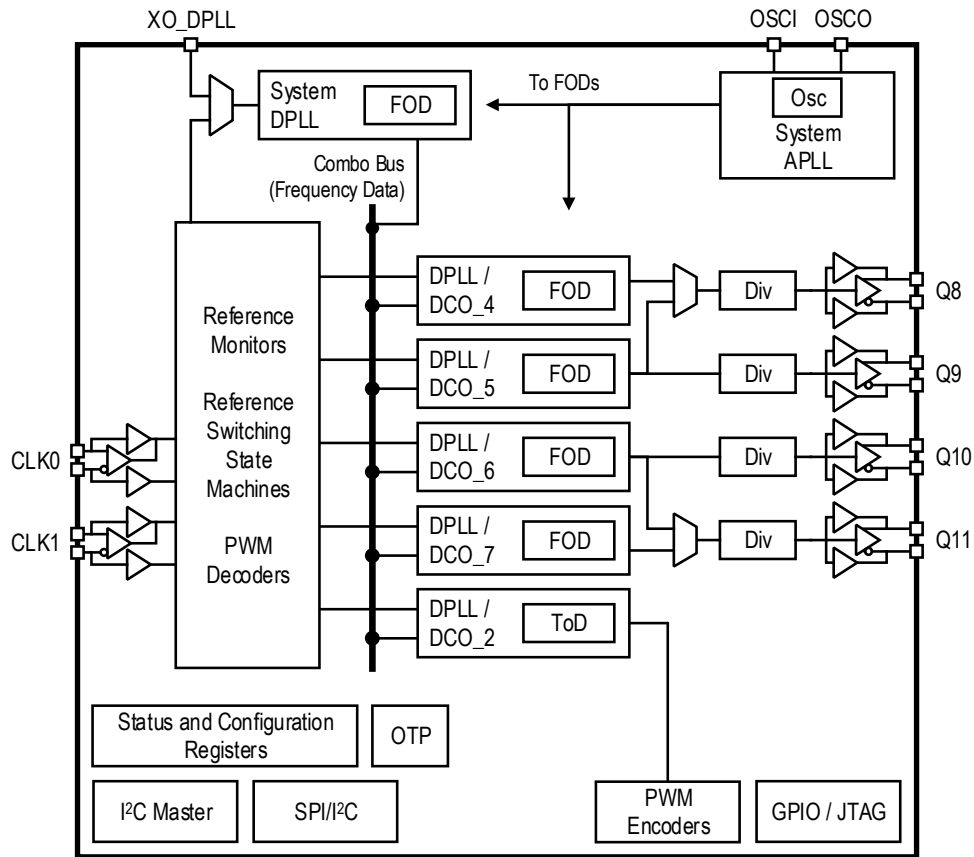 XO_DPLL
OSCI
OSCO
System
DPLL
FOD
To FODs
Osc
System
APLL
Combo Bus
(Frequency Data)
Reference
Monitors
Reference
Switching
State
Machines
PWM
Decoders
CLK0
CLK1
DPLL /
DCO_4
FOD
Div
Q8
DPLL /
DCO_5
FOD
Div
Q9
DPLL /
DCO_6
FOD
Div
Q10
DPLL /
DCO_7
FOD
Div
Q11
DPLL /
DCO_2
ToD
Status and Configuration
Registers
OTP
I²C Master
SPI/I²C
PWM
Encoders
GPIO / JTAG